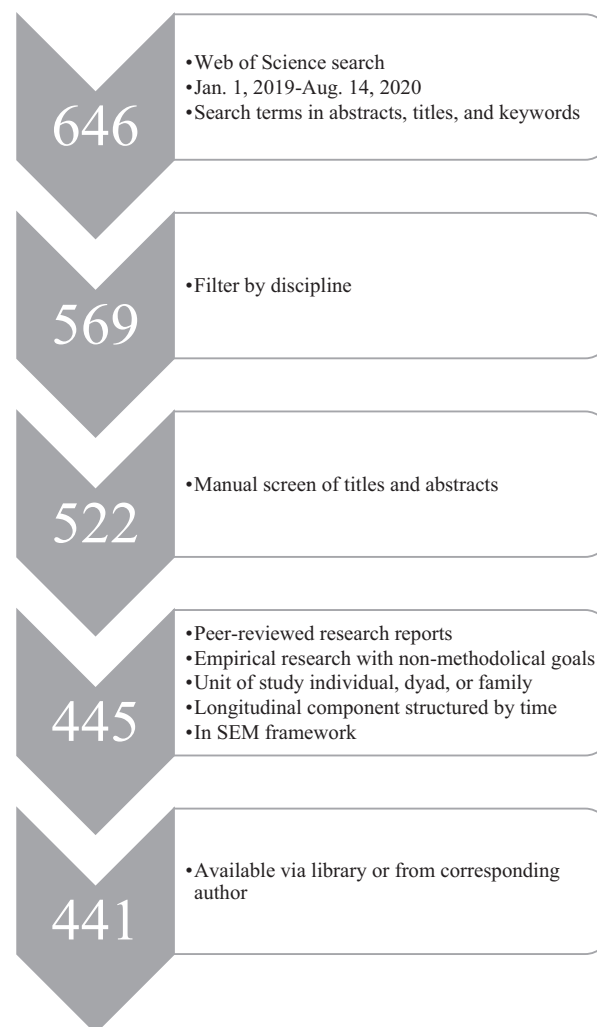 646
•Web of Science search
•Jan. 1, 2019-Aug. 14, 2020
•Search terms in abstracts, titles, and keywords
569
•Filter by discipline
522
•Manual screen of titles and abstracts
445
•Peer-reviewed research reports
•Empirical research with non-methodolical goals
•Unit of study individual, dyad, or family
•Longitudinal component structured by time
•In SEM framework
441
•Available via library or from corresponding
author